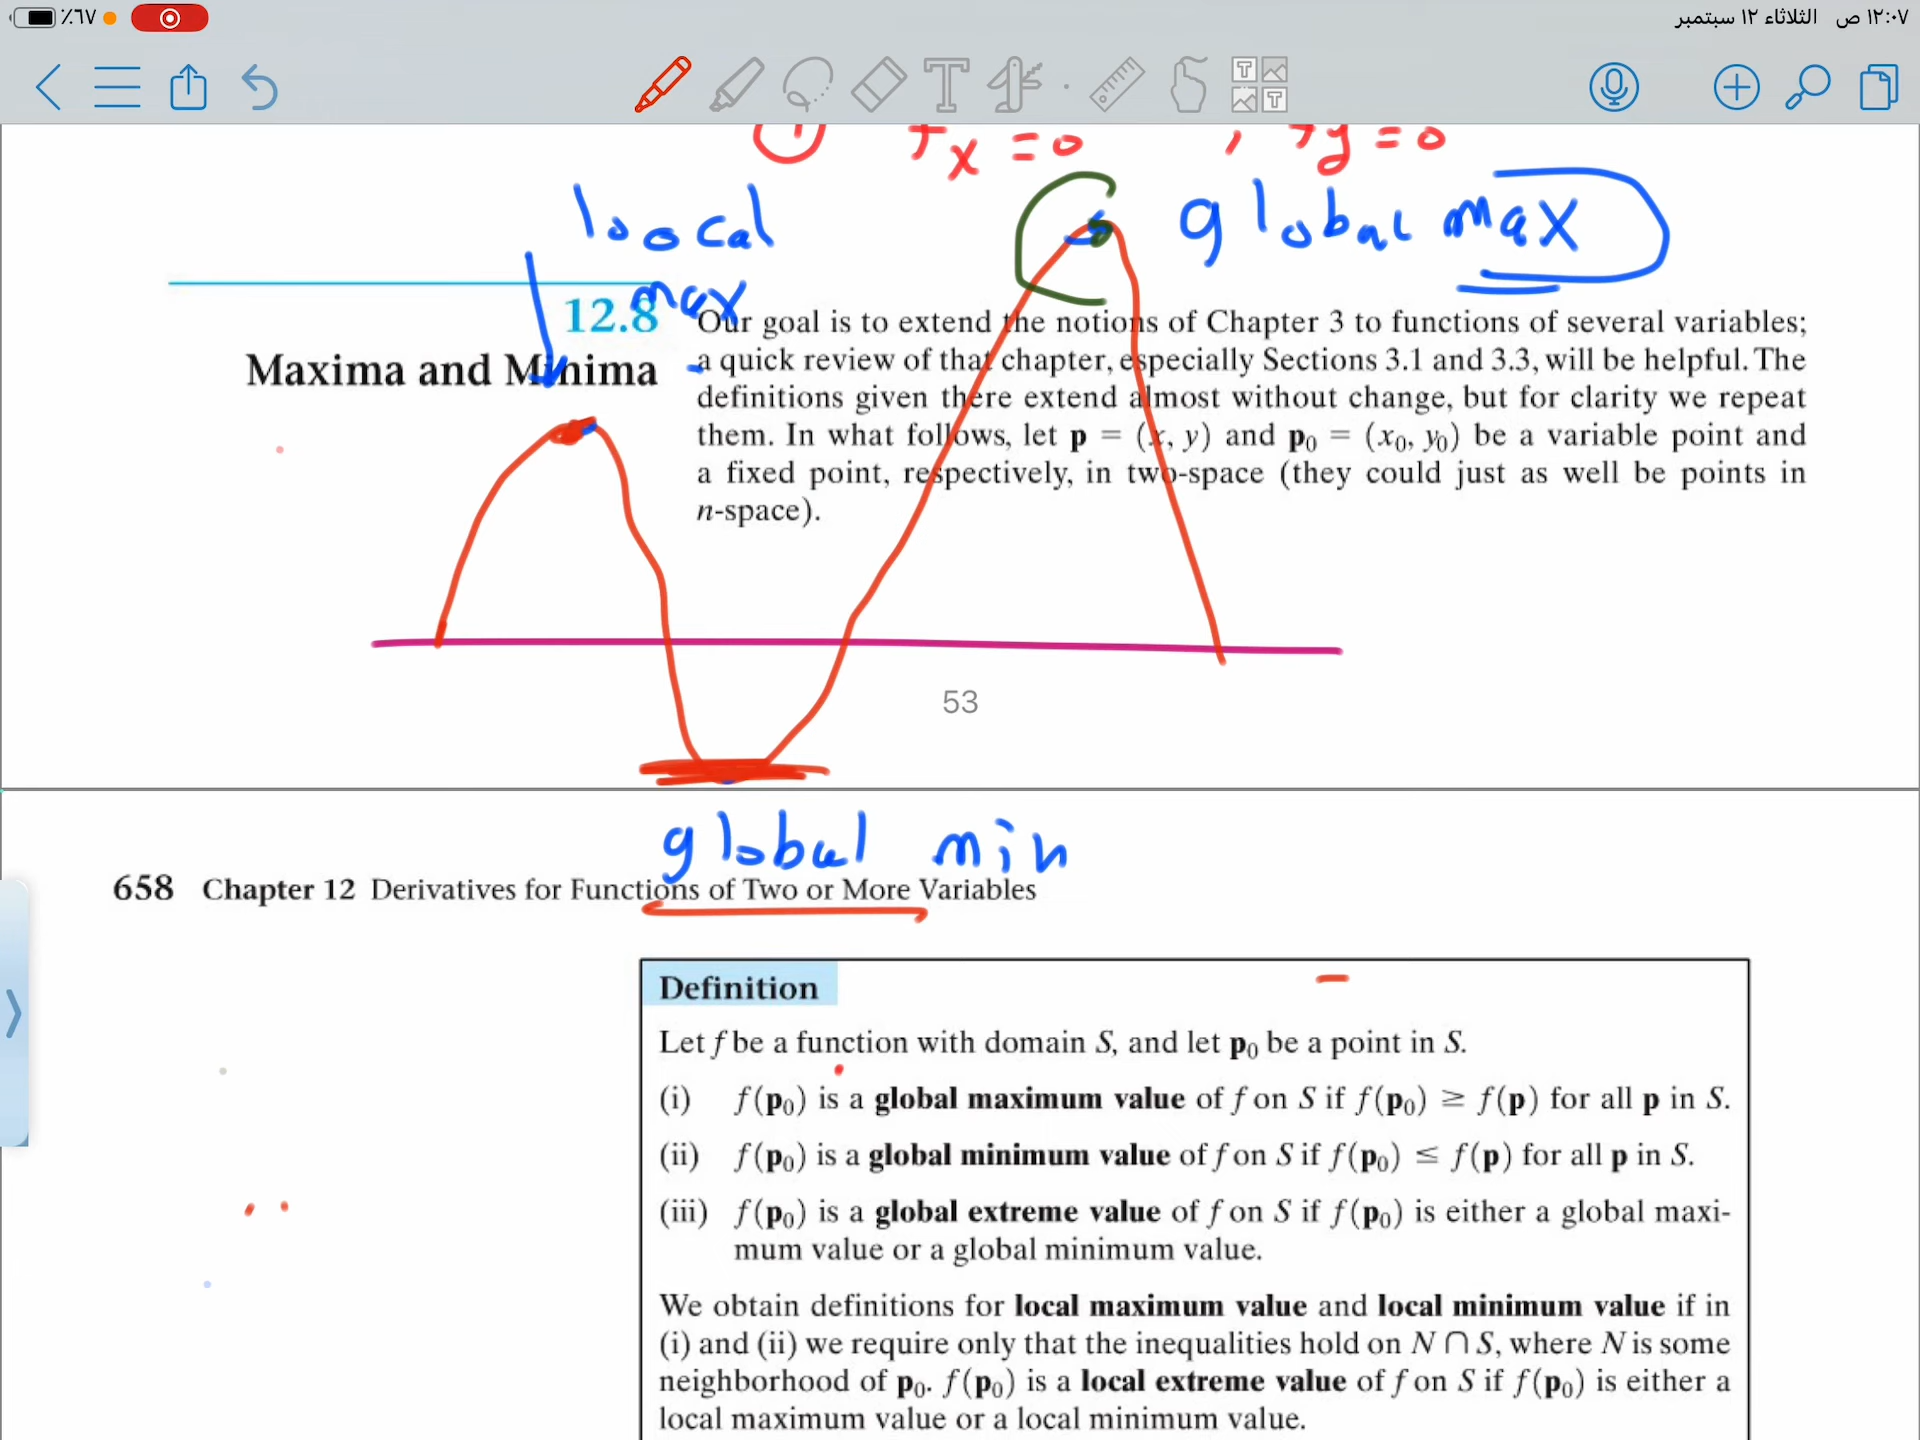 ٪٦٧ الثلاثاء ١٢ سبتمبر ١٢:٠٧ ص
① fx = 0 , fy = 0
local max
global max
12.8
Maxima and Minima
Our goal is to extend the notions of Chapter 3 to functions of several variables;
a quick review of that chapter, especially Sections 3.1 and 3.3, will be helpful. The
definitions given there extend almost without change, but for clarity we repeat
them. In what follows, let p = (x, y) and p₀ = (x₀, y₀) be a variable point and
a fixed point, respectively, in two-space (they could just as well be points in
n-space).
53
global min
658 Chapter 12 Derivatives for Functions of Two or More Variables
Definition
Let f be a function with domain S, and let p₀ be a point in S.
(i) f(p₀) is a global maximum value of f on S if f(p₀) ≥ f(p) for all p in S.
(ii) f(p₀) is a global minimum value of f on S if f(p₀) ≤ f(p) for all p in S.
(iii) f(p₀) is a global extreme value of f on S if f(p₀) is either a global maxi-
mum value or a global minimum value.
We obtain definitions for local maximum value and local minimum value if in
(i) and (ii) we require only that the inequalities hold on N ∩ S, where N is some
neighborhood of p₀. f(p₀) is a local extreme value of f on S if f(p₀) is either a
local maximum value or a local minimum value.